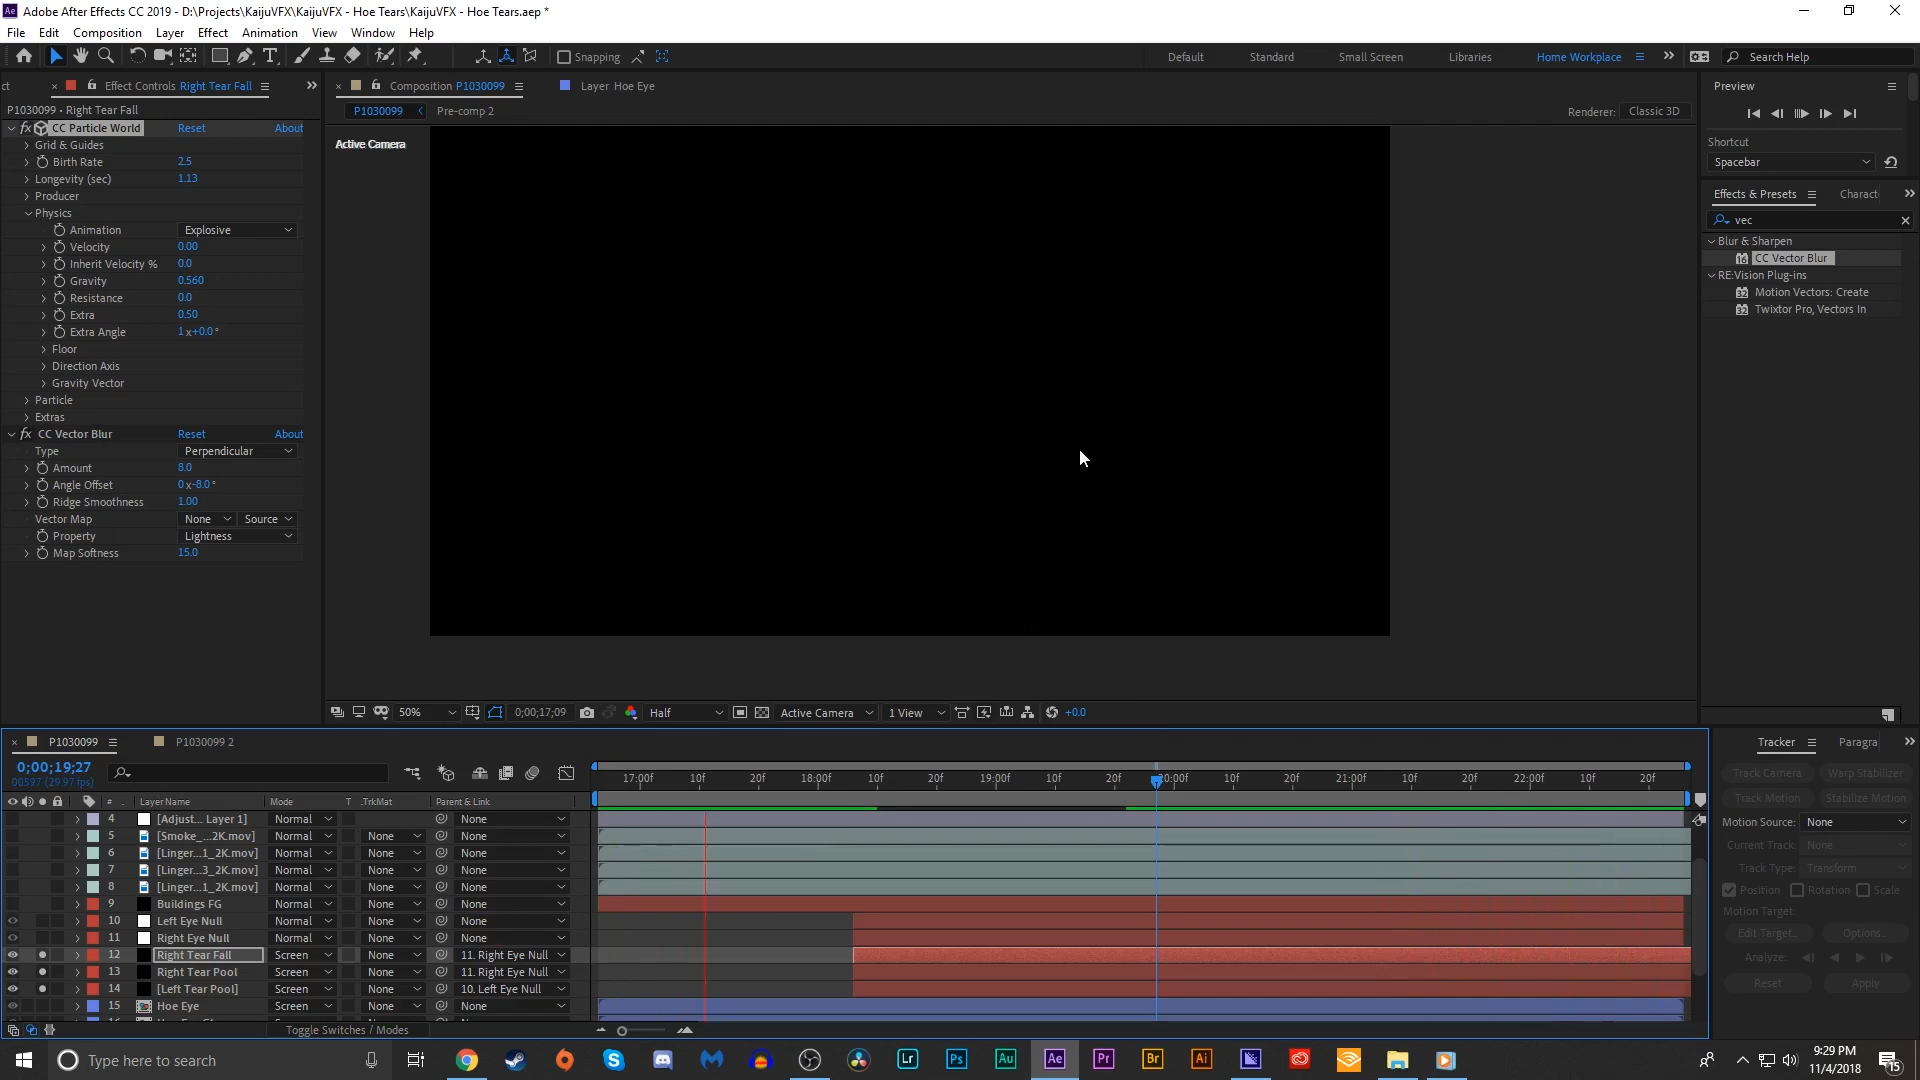 Adobe After Effects CC 2019 - D:\Projects\KaijuVFX\KaijuVFX - Hoe Tears\KaijuVFX - Hoe Tears.aep *
File Edit Composition Layer Effect Animation View Window Help
Snapping
Default Standard Small Screen Libraries Home Workplace Search Help
ct Effect Controls Right Tear Fall
Composition P1030099 Layer Hoe Eye
P1030099 • Right Tear Fall
P1030099 Pre-comp 2
Renderer: Classic 3D
Active Camera
CC Particle World Reset About
Grid & Guides
Birth Rate 2.5
Longevity (sec) 1.13
Producer
Physics
Animation Explosive
Velocity 0.00
Inherit Velocity % 0.0
Gravity 0.560
Resistance 0.0
Extra 0.50
Extra Angle 1x+0.0°
Floor
Direction Axis
Gravity Vector
Particle
Extras
CC Vector Blur Reset About
Type Perpendicular
Amount 8.0
Angle Offset 0x-8.0°
Ridge Smoothness 1.00
Vector Map None Source
Property Lightness
Map Softness 15.0
Preview
Shortcut
Spacebar
Effects & Presets Charact
vec
Blur & Sharpen
16 CC Vector Blur
RE:Vision Plug-ins
32 Motion Vectors: Create
32 Twixtor Pro, Vectors In
50% 0;00;17;09 Half Active Camera 1 View +0.0
P1030099 P1030099 2
0;00;19;27
00597 (29.97 fps)
17:00f 10f 20f 18:00f 10f 20f 19:00f 10f 20f 20:00f 10f 20f 21:00f 10f 20f 22:00f 10f 20f
# Layer Name Mode T .TrkMat Parent & Link
4 [Adjust... Layer 1] Normal None
5 [Smoke_...2K.mov] Normal None None
6 [Linger...1_2K.mov] Normal None None
7 [Linger...3_2K.mov] Normal None None
8 [Linger...1_2K.mov] Normal None None
9 Buildings FG Normal None None
10 Left Eye Null Normal None None
11 Right Eye Null Normal None None
12 Right Tear Fall Screen None 11. Right Eye Null
13 Right Tear Pool Screen None 11. Right Eye Null
14 [Left Tear Pool] Screen None 10. Left Eye Null
15 Hoe Eye Screen None None
Toggle Switches / Modes
Tracker Paragra
Track Camera Warp Stabilizer
Track Motion Stabilize Motion
Motion Source: None
Current Track: None
Track Type: Transform
Position Rotation Scale
Motion Target:
Edit Target... Options...
Analyze:
Reset Apply
Type here to search
Lr Ps Au Ae Pr Br Ai
9:29 PM
11/4/2018
15